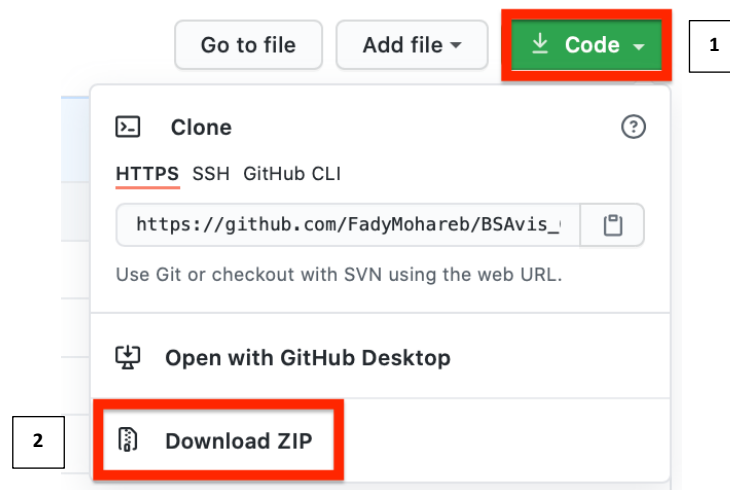 Go to file Add file Code 1
Clone
HTTPS SSH GitHub CLI
https://github.com/FadyMohareb/BSAvis_
Use Git or checkout with SVN using the web URL.
Open with GitHub Desktop
2 Download ZIP